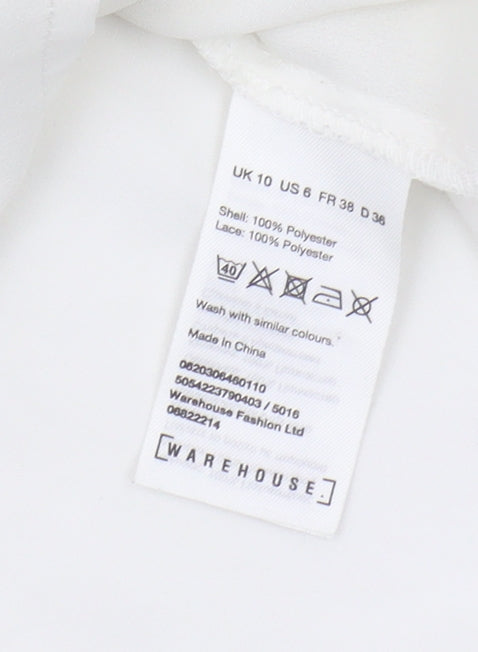 UK 10 US 6 FR 38 D 36
Shell: 100% Polyester
Lace: 100% Polyester
40
Wash with similar colours.
Made in China
0620306460110
5054223790403 / 5016
Warehouse Fashion Ltd
06822214
WAREHOUSE.